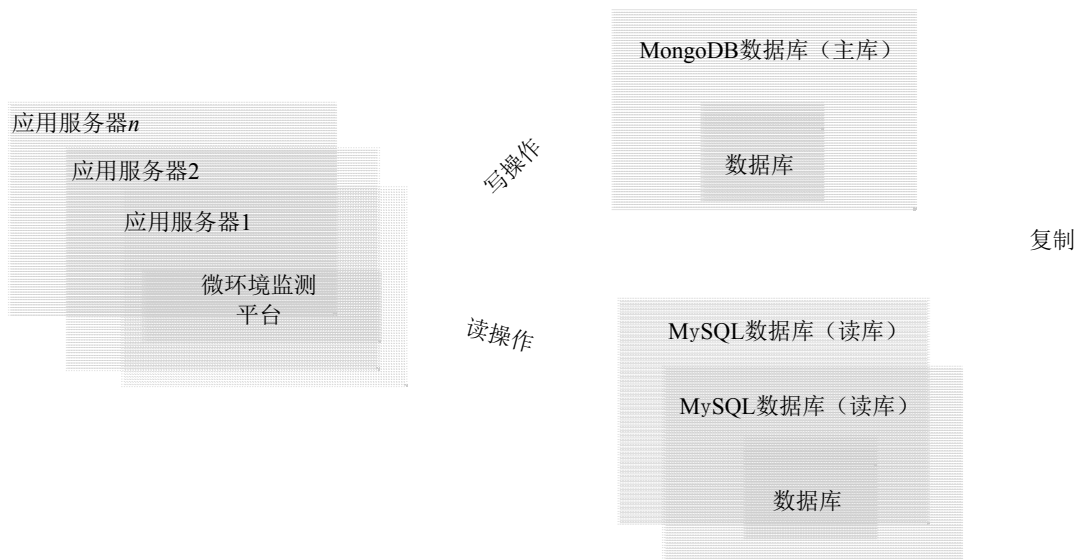 MongoDB数据库（主库）
数据库
应用服务器n
应用服务器2
应用服务器1
微环境监测
平台
写操作
读操作
复制
MySQL数据库（读库）
MySQL数据库（读库）
数据库